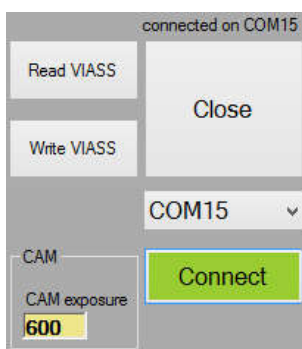 connected on COM15
Read VIASS
Close
Write VIASS
COM15
CAM
Connect
CAM exposure
600